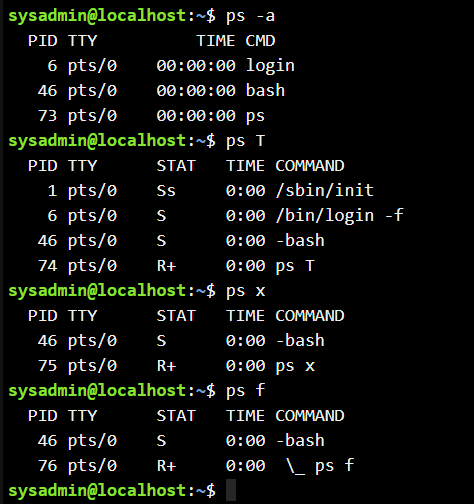 sysadmin@localhost:~$ ps -a
  PID TTY          TIME CMD
    6 pts/0    00:00:00 login
   46 pts/0    00:00:00 bash
   73 pts/0    00:00:00 ps
sysadmin@localhost:~$ ps T
  PID TTY      STAT   TIME COMMAND
    1 pts/0    Ss     0:00 /sbin/init
    6 pts/0    S      0:00 /bin/login -f
   46 pts/0    S      0:00 -bash
   74 pts/0    R+     0:00 ps T
sysadmin@localhost:~$ ps x
  PID TTY      STAT   TIME COMMAND
   46 pts/0    S      0:00 -bash
   75 pts/0    R+     0:00 ps x
sysadmin@localhost:~$ ps f
  PID TTY      STAT   TIME COMMAND
   46 pts/0    S      0:00 -bash
   76 pts/0    R+     0:00  \_ ps f
sysadmin@localhost:~$